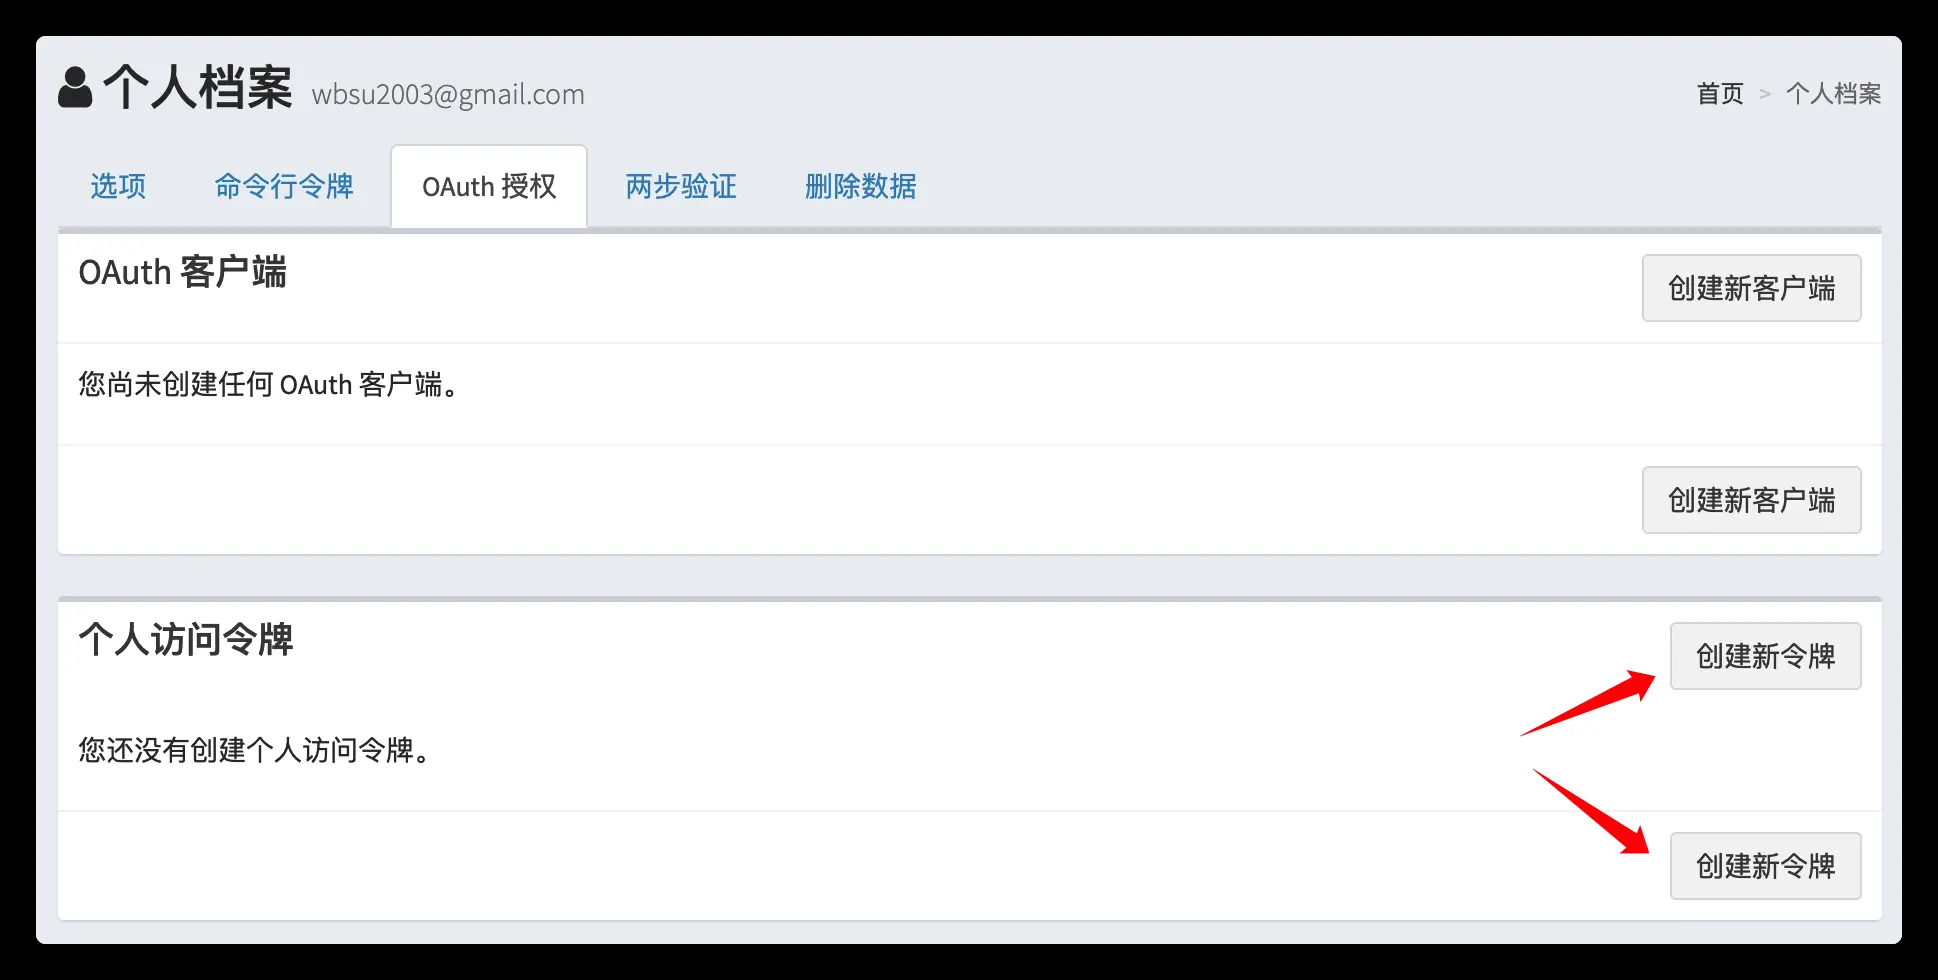 个人档案 wbsu2003@gmail.com
首页 > 个人档案
选项 命令行令牌 OAuth 授权 两步验证 删除数据
OAuth 客户端
创建新客户端
您尚未创建任何 OAuth 客户端。
创建新客户端
个人访问令牌
创建新令牌
您还没有创建个人访问令牌。
创建新令牌